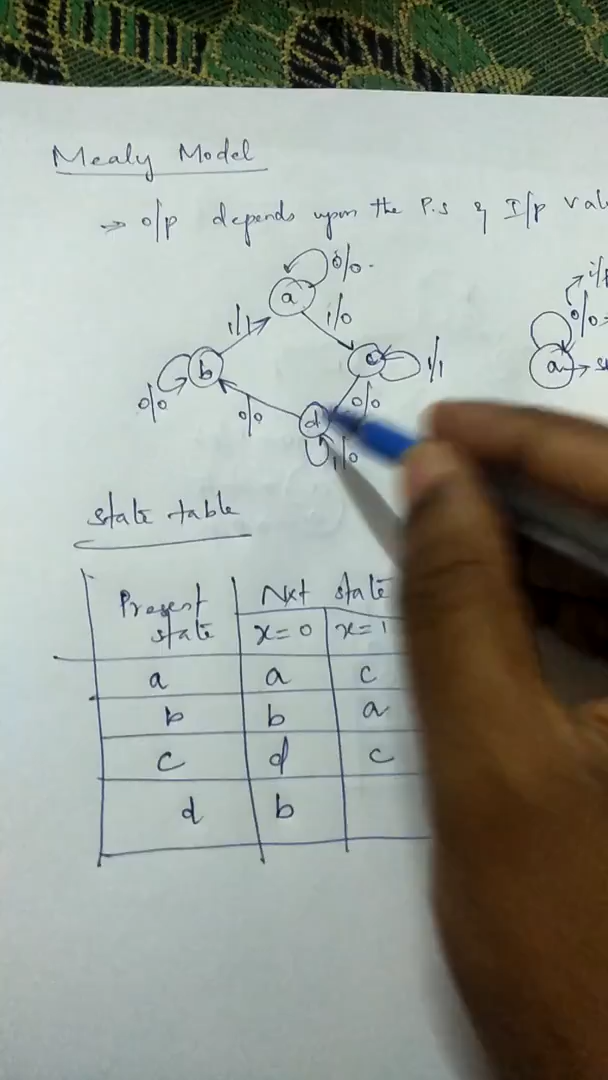 Mealy Model
→ o/p depends upon the P.S & I/p
0/0
a
1/1
1/0
b
c
1/1
0/0
0/0
0/0
d
1/0
0/0
a
state table
Present state
Nxt state
x=0
x=1
a a c
b b a
c d c
d b